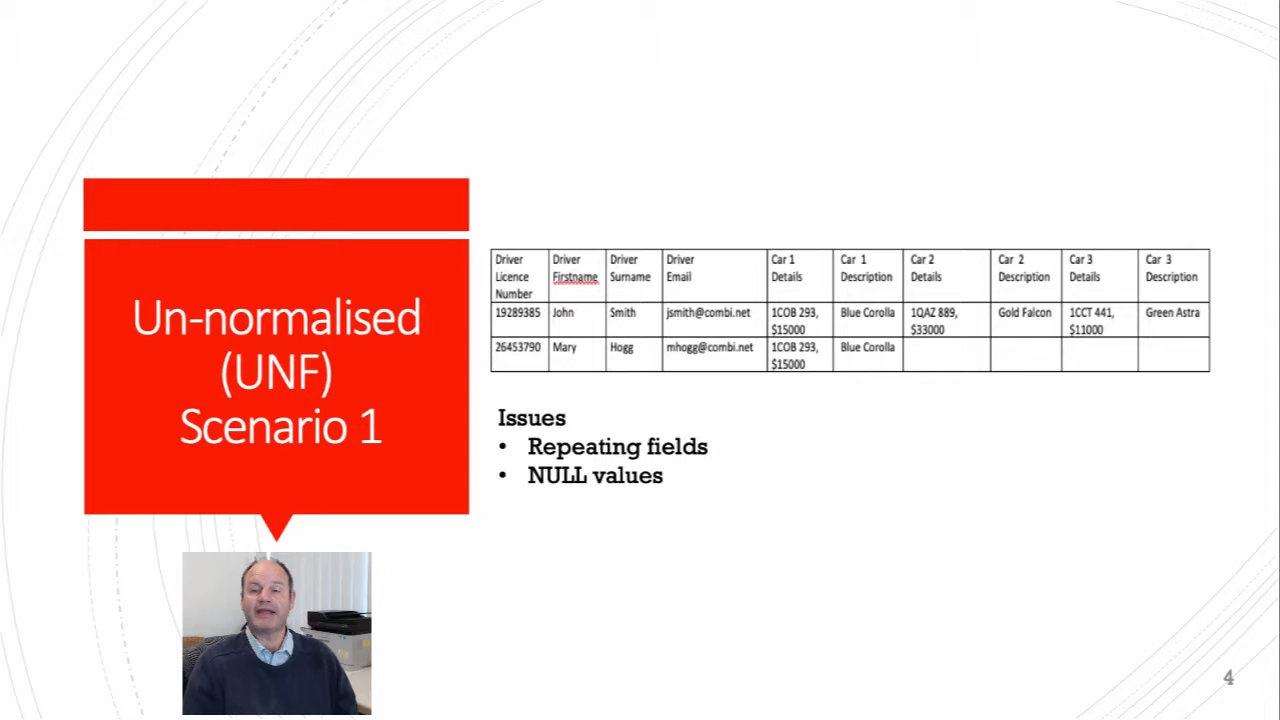 Un-normalised
(UNF)
Scenario 1
Driver Licence Number | Driver Firstname | Driver Surname | Driver Email | Car 1 Details | Car 1 Description | Car 2 Details | Car 2 Description | Car 3 Details | Car 3 Description
19289385 | John | Smith | jsmith@combi.net | 1COB 293, $15000 | Blue Corolla | 1QAZ 889, $33000 | Gold Falcon | 1CCT 441, $11000 | Green Astra
26453790 | Mary | Hogg | mhogg@combi.net | 1COB 293, $15000 | Blue Corolla
Issues
• Repeating fields
• NULL values
4